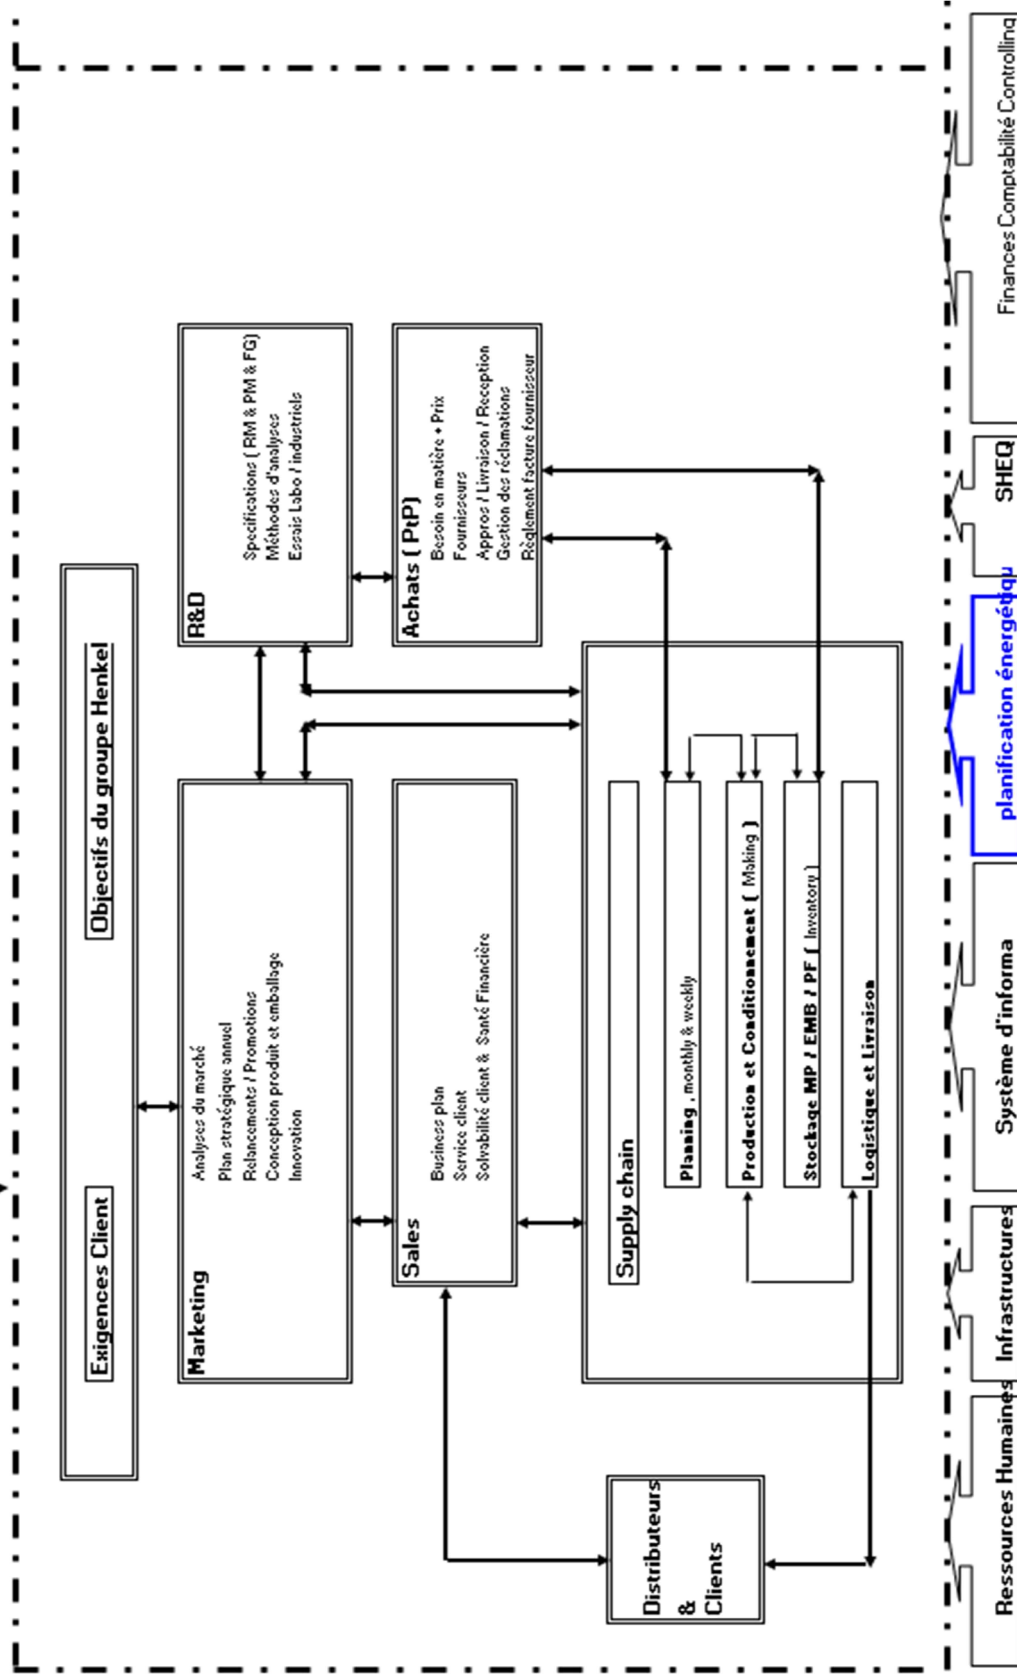 Exigences Client
Objectifs du groupe Henkel
Marketing
Analyses du marché
Plan stratégique annuel
Relancements / Promotions
Conception produit et emballage
Innovation
R&D
Spécifications ( RM & PM & FG)
Méthodes d'analyses
Essais Labo / industriels
Sales
Business plan
Service client
Solvabilité client & Santé Financière
Achats ( PtP)
Besoin en matière + Prix
Fournisseurs
Appros / Livraison / Reception
Gestion des réclamations
Règlement facture fournisseur
Distributeurs
&
Clients
Supply chain
Planning , monthly & weekly
Production et Conditionnement ( Making )
Stockage MP / EMB / PF ( Inventory )
Logistique et Livraison
Ressources Humaines
Infrastructures
Système d'informa
planification énergétiqu
SHEQ
Finances Comptabilité Controlling